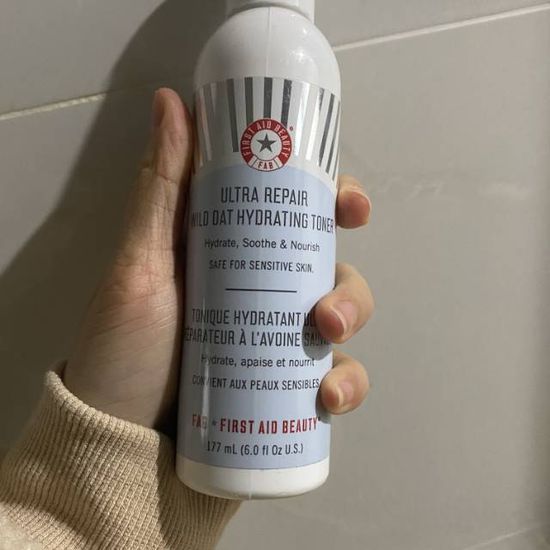 FIRST AID BEAUTY
FAB
ULTRA REPAIR
WILD OAT HYDRATING TONER
Hydrate, Soothe & Nourish
SAFE FOR SENSITIVE SKIN.
TONIQUE HYDRATANT
À L'AVOINE
Hydrate, apaise et nourrit
CONVIENT AUX PEAUX SENSIBLES
FAB FIRST AID BEAUTY
177 mL (6.0 fl Oz U.S.)